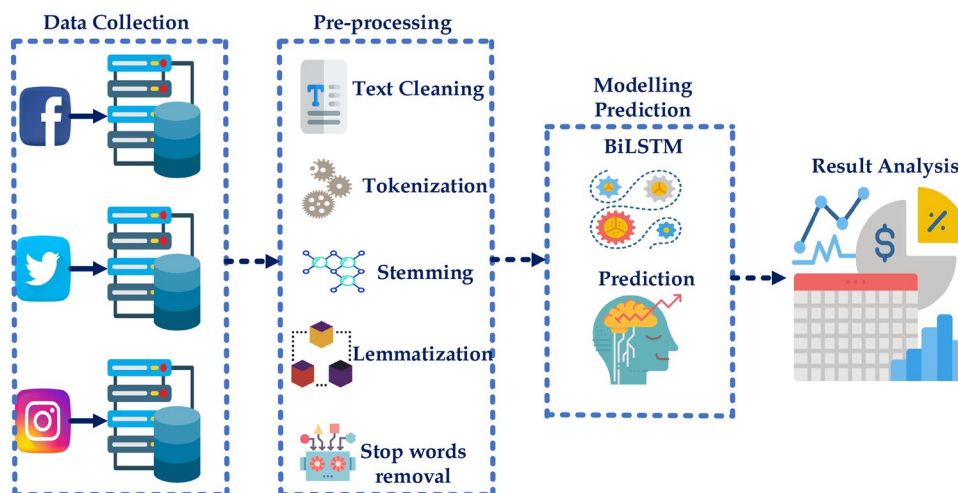 Data Collection
Pre-processing
Text Cleaning
Tokenization
Stemming
Lemmatization
Stop words
removal
Modelling
Prediction
BiLSTM
Prediction
Result Analysis
T
$
%